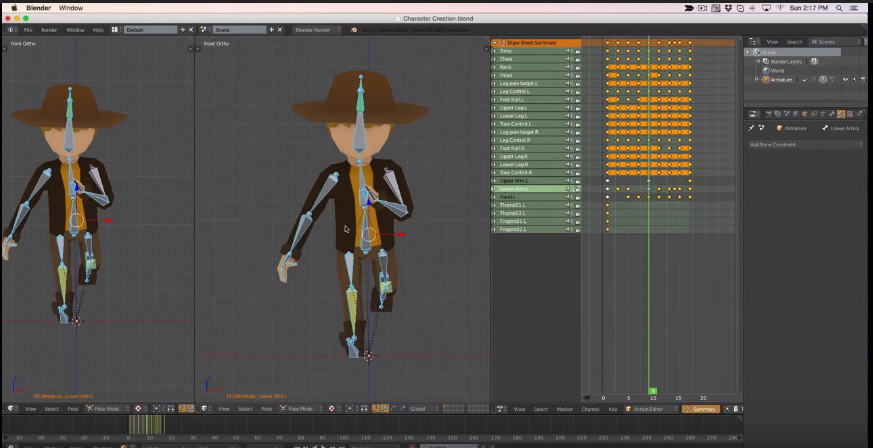 Blender Window Sun 2:17 PM
Character Creation.blend
File Render Window Help Default Scene Blender Render
Front Ortho Front Ortho
Dope Sheet Summary
Torso
Chest
Neck
Head
Leg pole target.L
Leg Control.L
Foot Roll.L
Upper Leg.L
Lower Leg.L
Toes Control.L
Leg pole target.R
Leg Control.R
Foot Roll.R
Upper Leg.R
Lower Leg.R
Toes Control.R
Upper Arm.L
Lower Arm.L
Hand.L
Thumb01.L
Thumb02.L
Fingers01.L
Fingers02.L
View Search All Scenes
Scene
RenderLayers
World
Armature
Armature Lower Arm.L
Add Bone Constraint
(9) Armature : Lower Arm.L (9) Armature : Lower Arm.L
9
0 5 10 15 20
View Select Pose Pose Mode View Select Pose Pose Mode Global View Select Marker Channel Key Action Editor Summary
-50 -40 -30 -20 -10 0 10 20 30 40 50 60 70 80 90 100 110 120 130 140 150 160 170 180 190 200 210 220 230 240 250 260 270 280